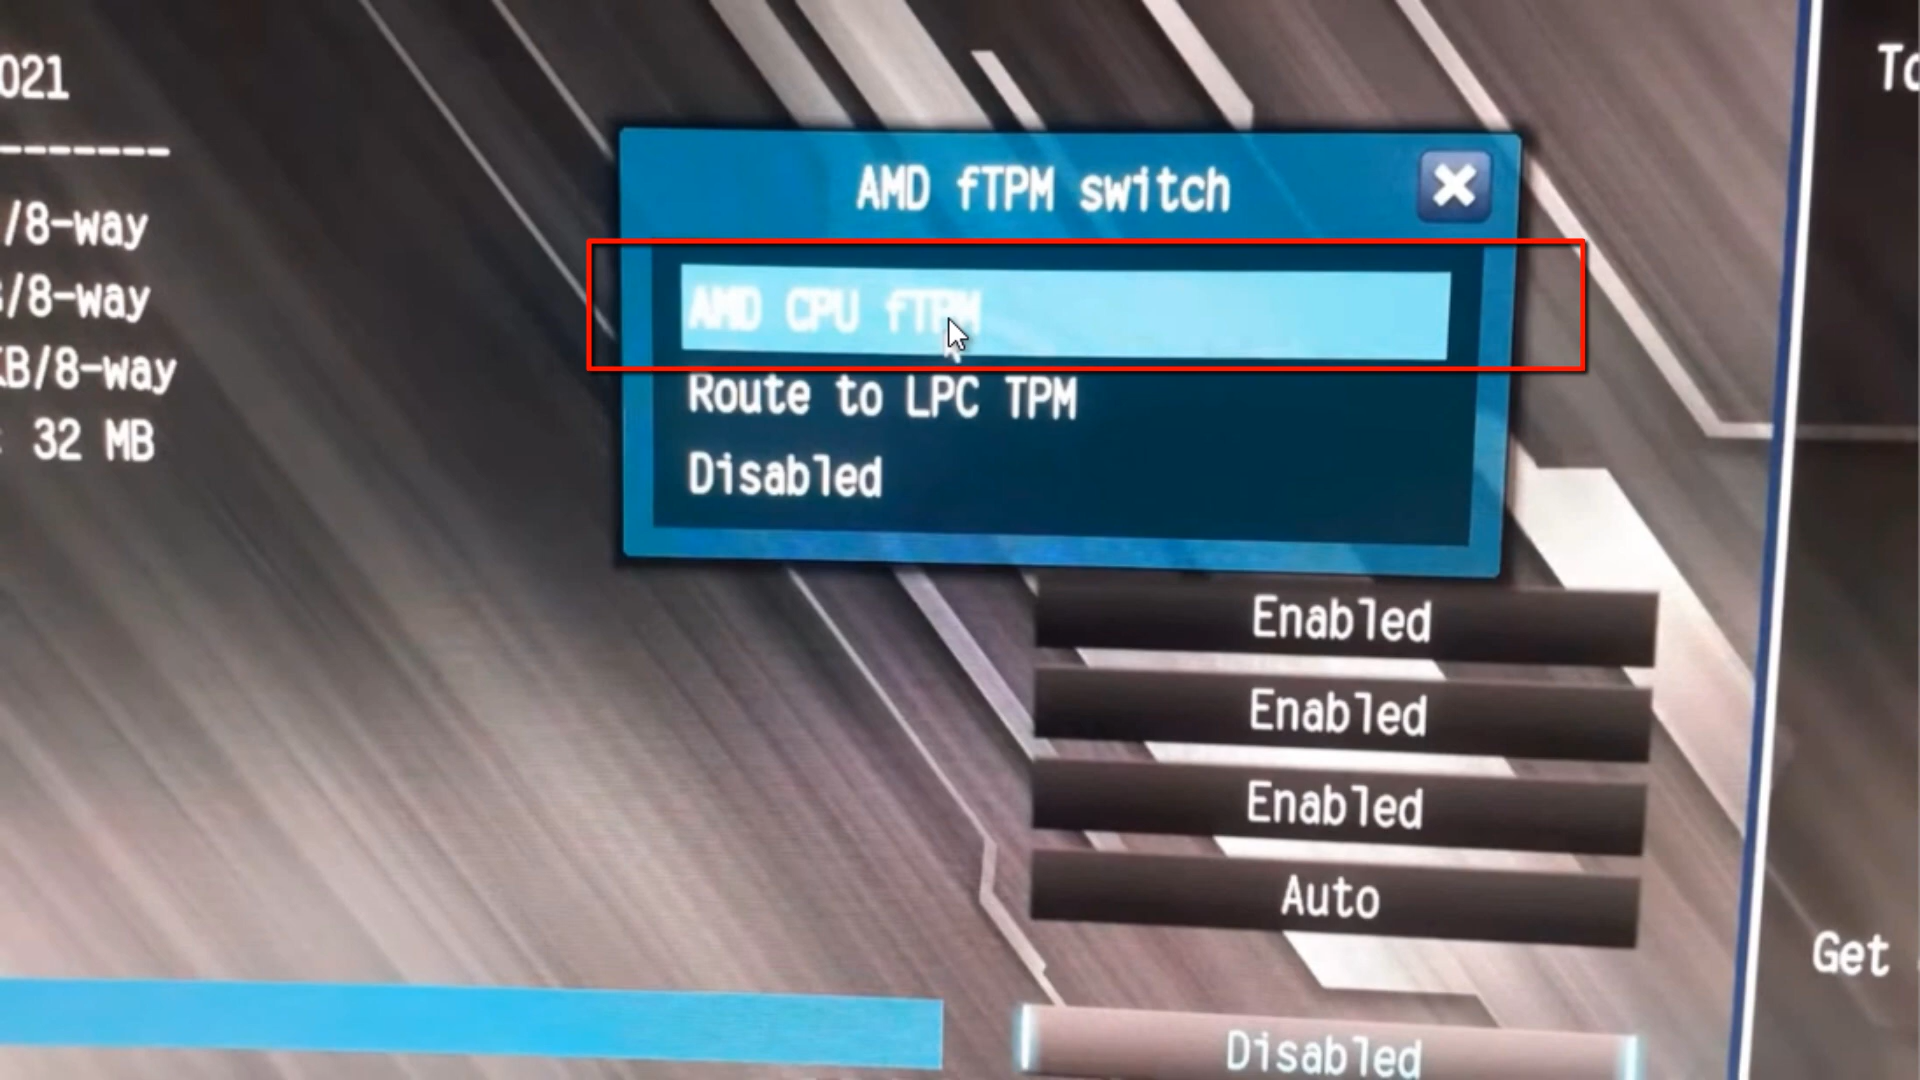 021
-------
/8-way
/8-way
KB/8-way
: 32 MB
AMD fTPM switch
AMD CPU fTPM
Route to LPC TPM
Disabled
Enabled
Enabled
Enabled
Auto
Disabled
Get